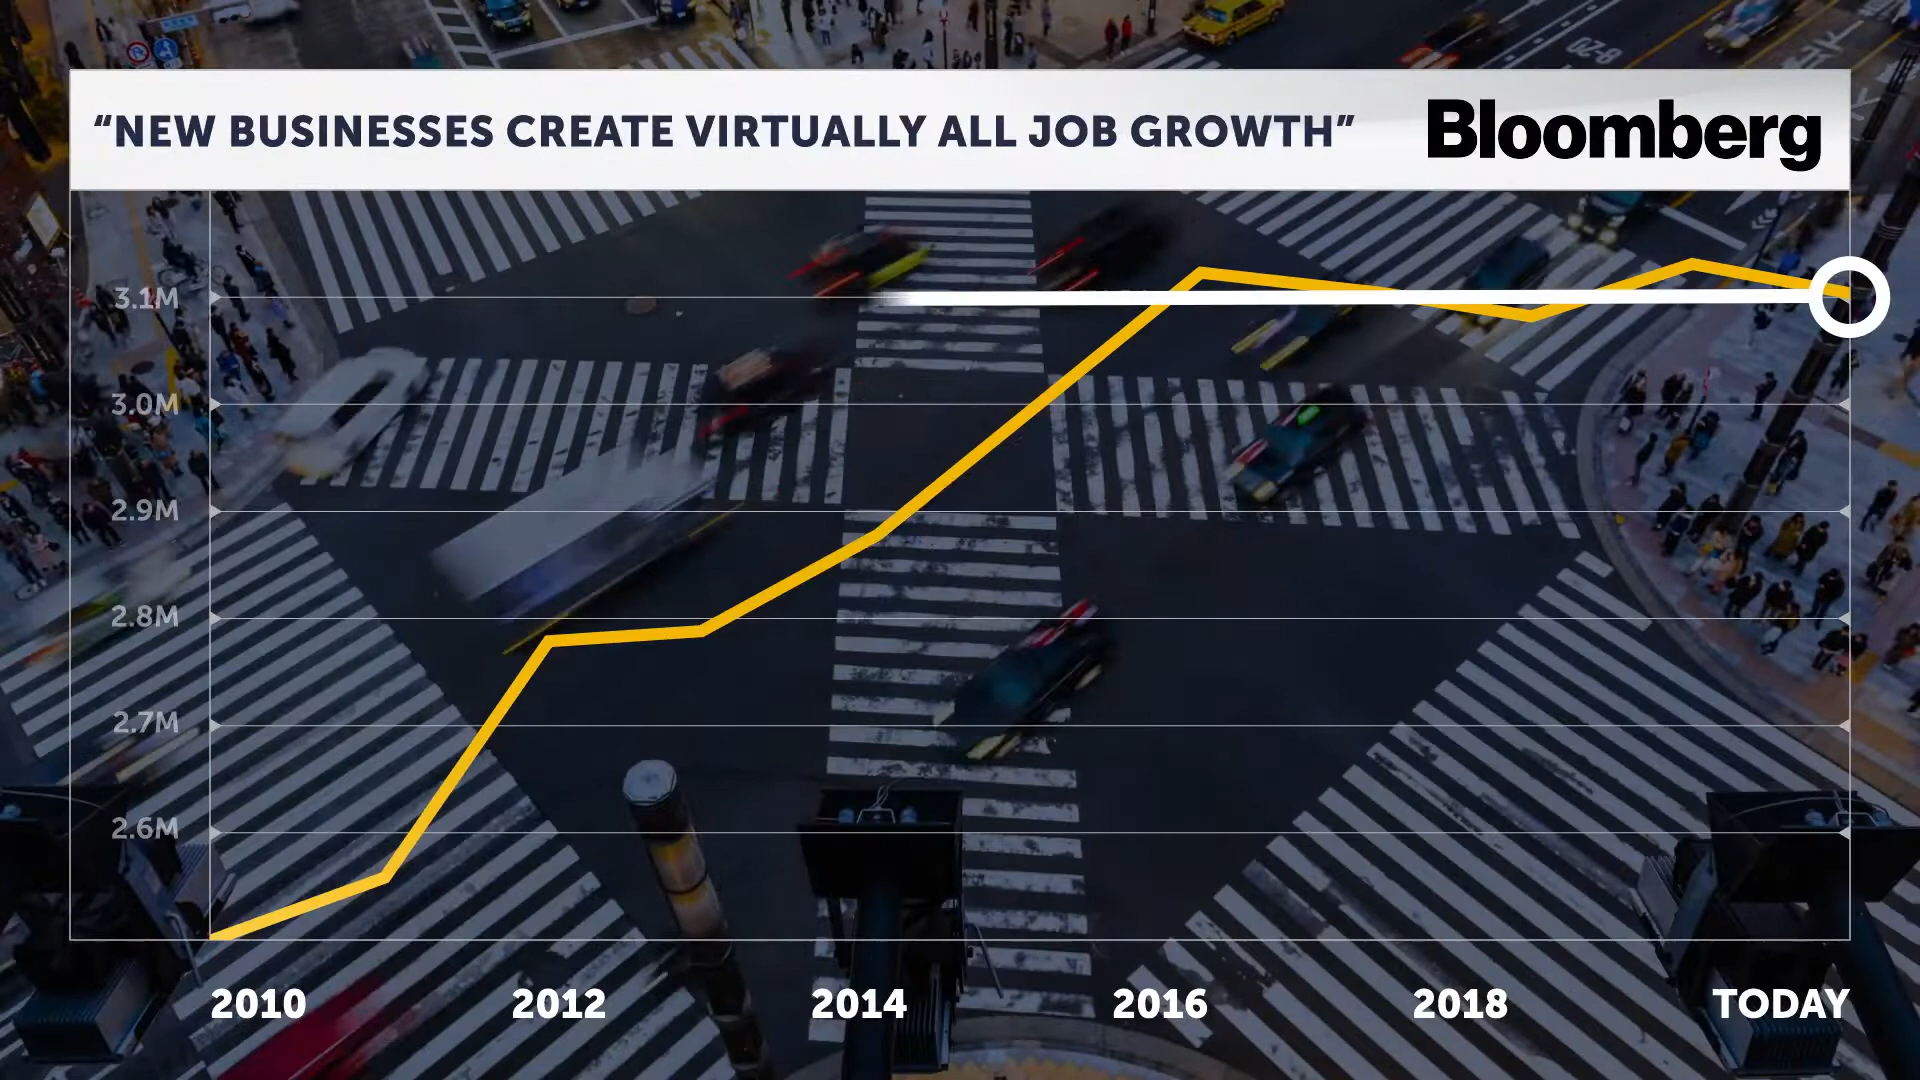 “NEW BUSINESSES CREATE VIRTUALLY ALL JOB GROWTH” Bloomberg
3.1M
3.0M
2.9M
2.8M
2.7M
2.6M
2010 2012 2014 2016 2018 TODAY